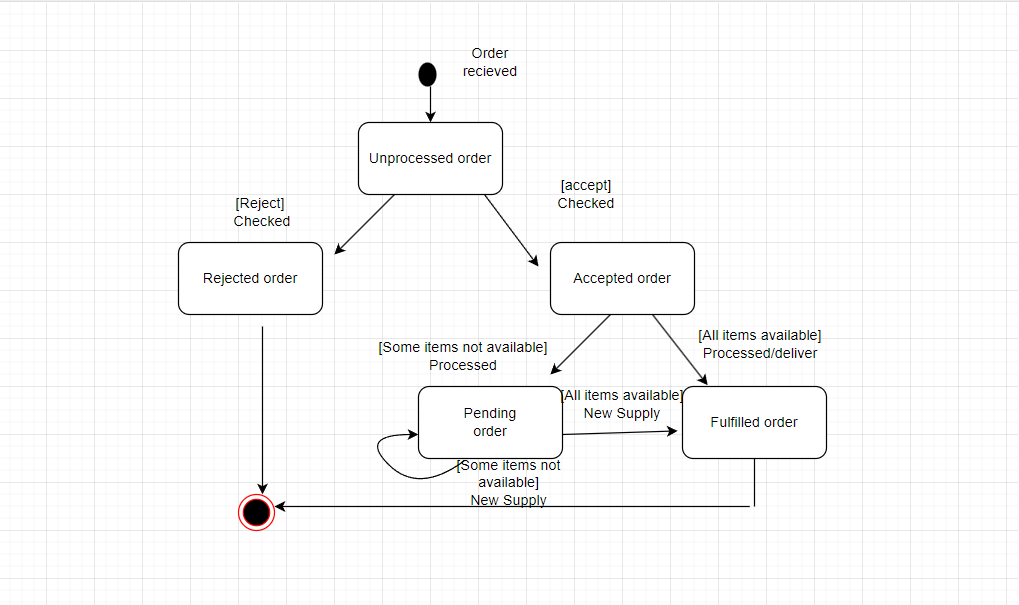 Order
recieved
Unprocessed order
[accept]
Checked
[Reject]
Checked
Rejected order
Accepted order
[All items available]
Processed/deliver
[Some items not available]
Processed
[All items available]
New Supply
Pending
order
Fulfilled order
[Some items not
available]
New Supply